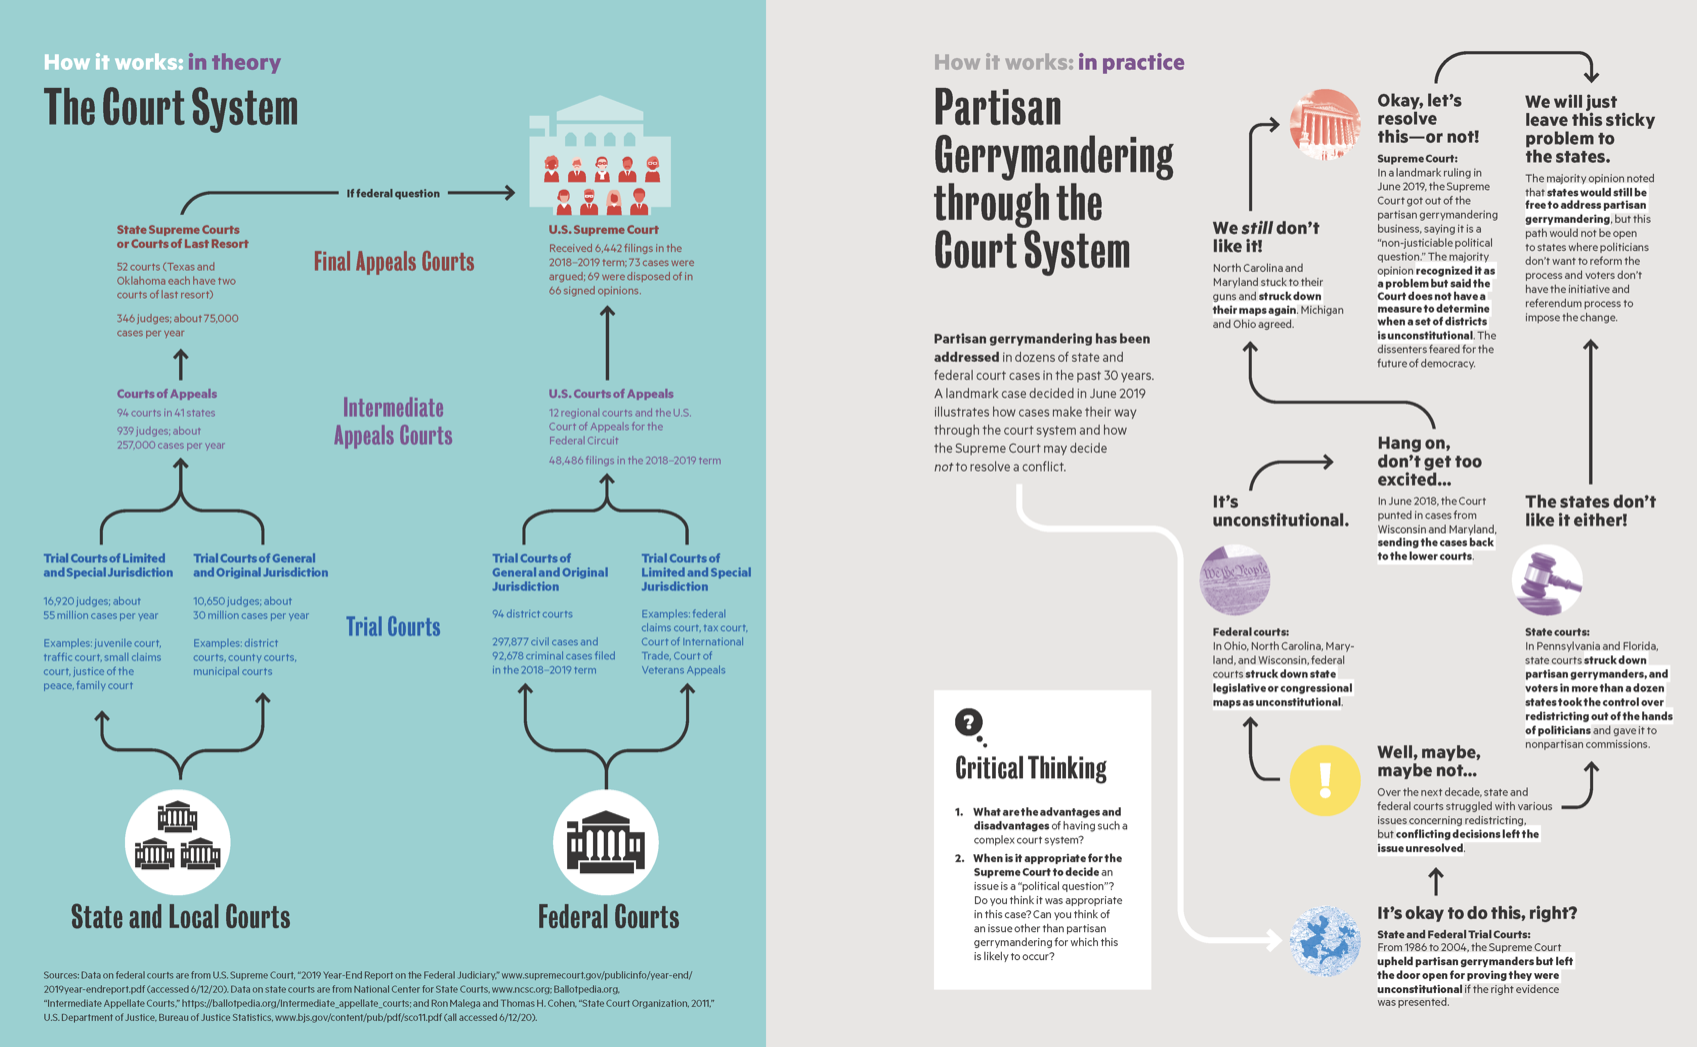 How it works: in theory
The Court System
If federal question
State Supreme Courts
or Courts of Last Resort
52 courts (Texas and
Oklahoma each have two
courts of last resort)
346 judges; about 75,000
cases per year
Final Appeals Courts
U.S. Supreme Court
Received 6,442 filings in the
2018–2019 term; 73 cases were
argued; 69 were disposed of in
66 signed opinions.
Courts of Appeals
94 courts in 41 states
939 judges; about
257,000 cases per year
Intermediate
Appeals Courts
U.S. Courts of Appeals
12 regional courts and the U.S.
Court of Appeals for the
Federal Circuit
48,486 filings in the 2018–2019 term
Trial Courts of Limited
and Special Jurisdiction
16,920 judges; about
55 million cases per year
Examples: juvenile court,
traffic court, small claims
court, justice of the
peace, family court
Trial Courts of General
and Original Jurisdiction
10,650 judges; about
30 million cases per year
Examples: district
courts, county courts,
municipal courts
Trial Courts
Trial Courts of
General and Original
Jurisdiction
94 district courts
297,877 civil cases and
92,678 criminal cases filed
in the 2018–2019 term
Trial Courts of
Limited and Special
Jurisdiction
Examples: federal
claims court, tax court,
Court of International
Trade, Court of
Veterans Appeals
State and Local Courts
Federal Courts
Sources: Data on federal courts are from U.S. Supreme Court, "2019 Year-End Report on the Federal Judiciary," www.supremecourt.gov/publicinfo/year-end/
2019year-endreport.pdf (accessed 6/12/20). Data on state courts are from National Center for State Courts, www.ncsc.org; Ballotpedia.org,
"Intermediate Appellate Courts," https://ballotpedia.org/Intermediate_appellate_courts; and Ron Malega and Thomas H. Cohen, "State Court Organization, 2011,"
U.S. Department of Justice, Bureau of Justice Statistics, www.bjs.gov/content/pub/pdf/sco11.pdf (all accessed 6/12/20).
How it works: in practice
Partisan
Gerrymandering
through the
Court System
Partisan gerrymandering has been
addressed in dozens of state and
federal court cases in the past 30 years.
A landmark case decided in June 2019
illustrates how cases make their way
through the court system and how
the Supreme Court may decide
not to resolve a conflict.
?
Critical Thinking
1. What are the advantages and
disadvantages of having such a
complex court system?
2. When is it appropriate for the
Supreme Court to decide an
issue is a "political question"?
Do you think it was appropriate
in this case? Can you think of
an issue other than partisan
gerrymandering for which this
is likely to occur?
It's okay to do this, right?
State and Federal Trial Courts:
From 1986 to 2004, the Supreme Court
upheld partisan gerrymanders but left
the door open for proving they were
unconstitutional if the right evidence
was presented.
!
Well, maybe,
maybe not...
Over the next decade, state and
federal courts struggled with various
issues concerning redistricting,
but conflicting decisions left the
issue unresolved.
It's
unconstitutional.
We the People
Federal courts:
In Ohio, North Carolina, Mary-
land, and Wisconsin, federal
courts struck down state
legislative or congressional
maps as unconstitutional.
Hang on,
don't get too
excited...
In June 2018, the Court
punted in cases from
Wisconsin and Maryland,
sending the cases back
to the lower courts.
We still don't
like it!
North Carolina and
Maryland stuck to their
guns and struck down
their maps again. Michigan
and Ohio agreed.
Okay, let's
resolve
this—or not!
Supreme Court:
In a landmark ruling in
June 2019, the Supreme
Court got out of the
partisan gerrymandering
business, saying it is a
"non-justiciable political
question." The majority
opinion recognized it as
a problem but said the
Court does not have a
measure to determine
when a set of districts
is unconstitutional. The
dissenters feared for the
future of democracy.
The states don't
like it either!
State courts:
In Pennsylvania and Florida,
state courts struck down
partisan gerrymanders, and
voters in more than a dozen
states took the control over
redistricting out of the hands
of politicians and gave it to
nonpartisan commissions.
We will just
leave this sticky
problem to
the states.
The majority opinion noted
that states would still be
free to address partisan
gerrymandering, but this
path would not be open
to states where politicians
don't want to reform the
process and voters don't
have the initiative and
referendum process to
impose the change.